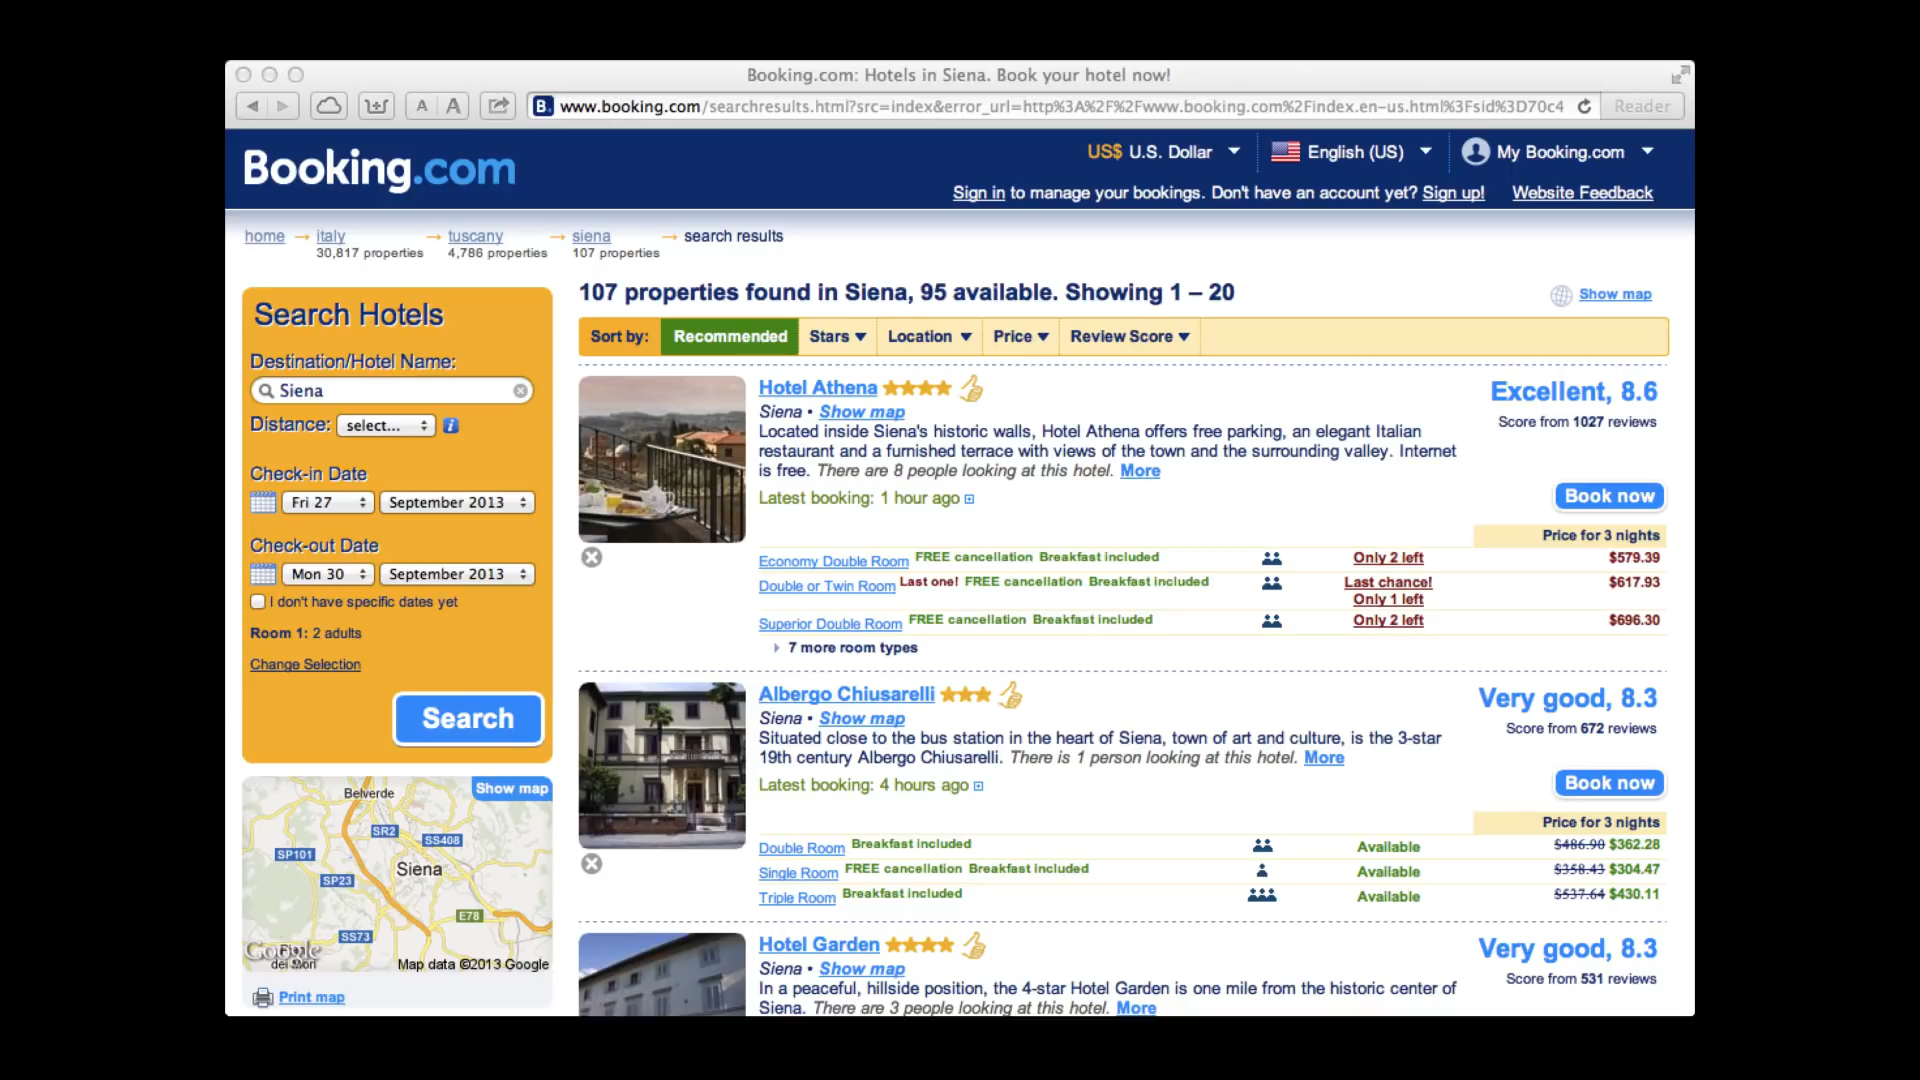 Booking.com: Hotels in Siena. Book your hotel now!
A A B. www.booking.com/searchresults.html?src=index&error_url=http%3A%2F%2Fwww.booking.com%2Findex.en-us.html%3Fsid%3D70c4 Reader
Booking.com
US$ U.S. Dollar English (US) My Booking.com
Sign in to manage your bookings. Don't have an account yet? Sign up! Website Feedback
home → italy → tuscany → siena → search results
30,817 properties 4,786 properties 107 properties
Search Hotels
Destination/Hotel Name:
Siena
Distance: select... i
Check-in Date
Fri 27 September 2013
Check-out Date
Mon 30 September 2013
I don't have specific dates yet
Room 1: 2 adults
Change Selection
Search
Show map
Belverde
SR2
SS408
SP101
Siena
SP23
E78
SS73
Google
dei Mori
Map data ©2013 Google
Print map
107 properties found in Siena, 95 available. Showing 1 – 20
Show map
Sort by: Recommended Stars Location Price Review Score
Hotel Athena
Excellent, 8.6
Siena • Show map
Score from 1027 reviews
Located inside Siena's historic walls, Hotel Athena offers free parking, an elegant Italian
restaurant and a furnished terrace with views of the town and the surrounding valley. Internet
is free. There are 8 people looking at this hotel. More
Latest booking: 1 hour ago
Book now
Price for 3 nights
Economy Double Room FREE cancellation Breakfast included Only 2 left $579.39
Double or Twin Room Last one! FREE cancellation Breakfast included Last chance! $617.93
Only 1 left
Superior Double Room FREE cancellation Breakfast included Only 2 left $696.30
7 more room types
Albergo Chiusarelli
Very good, 8.3
Siena • Show map
Score from 672 reviews
Situated close to the bus station in the heart of Siena, town of art and culture, is the 3-star
19th century Albergo Chiusarelli. There is 1 person looking at this hotel. More
Latest booking: 4 hours ago
Book now
Price for 3 nights
Double Room Breakfast included Available $486.90 $362.28
Single Room FREE cancellation Breakfast included Available $358.43 $304.47
Triple Room Breakfast included Available $537.64 $430.11
Hotel Garden
Very good, 8.3
Siena • Show map
Score from 531 reviews
In a peaceful, hillside position, the 4-star Hotel Garden is one mile from the historic center of
Siena. There are 3 people looking at this hotel. More